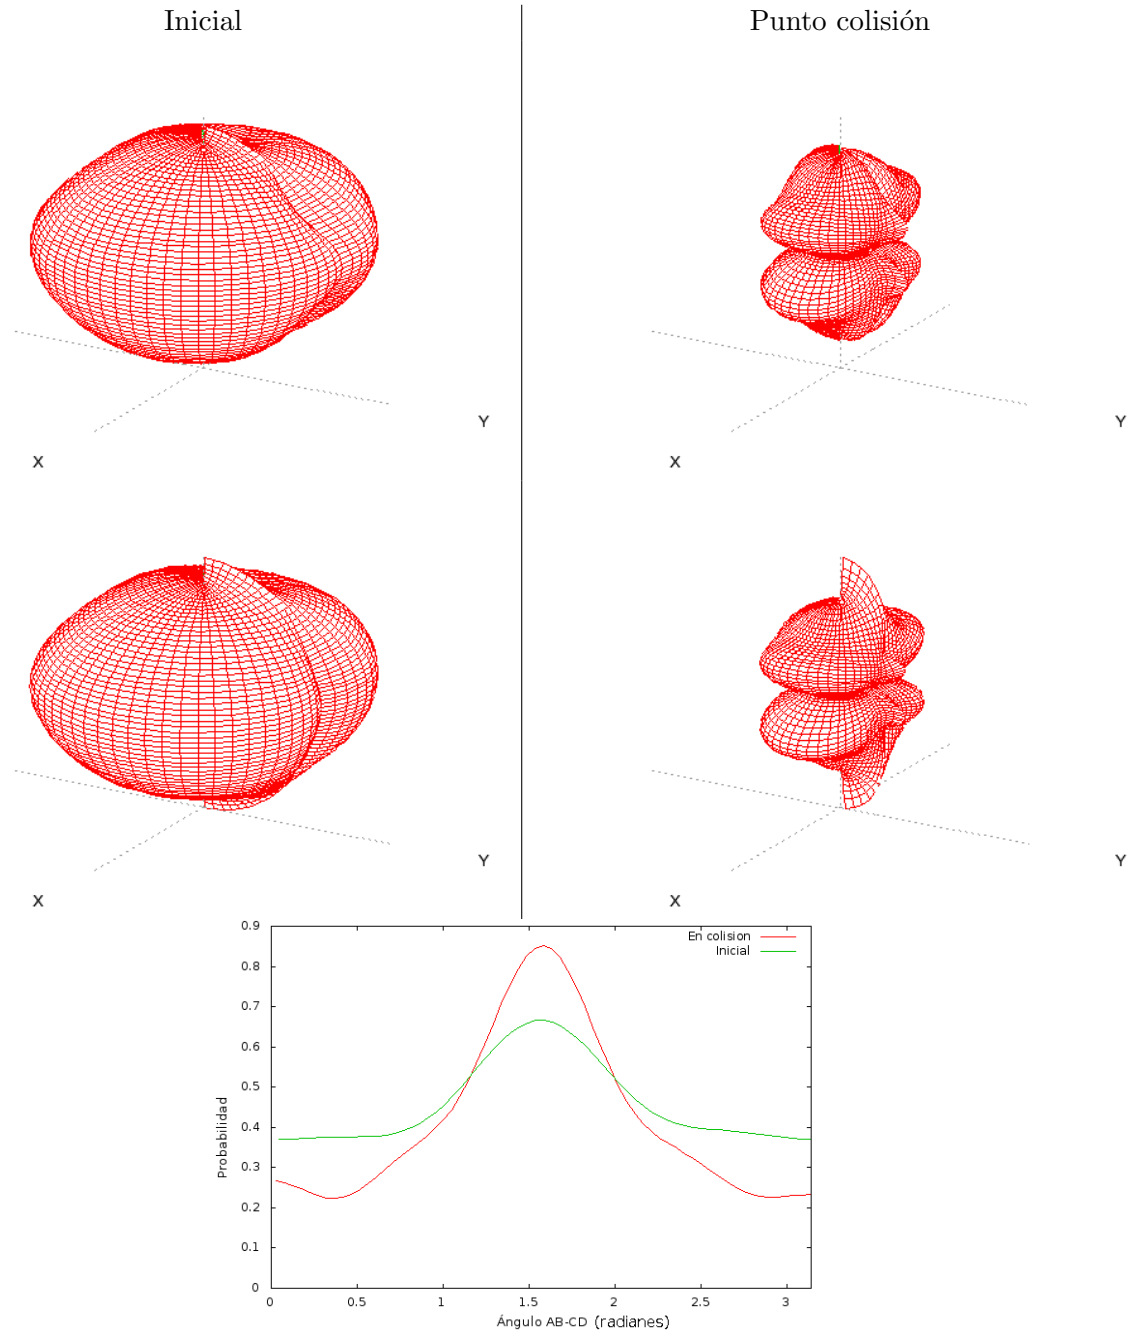 Inicial
Punto colisión
Y
X
Y
X
Y
X
Y
X
0.9
0.8
0.7
0.6
0.5
0.4
0.3
0.2
0.1
0
Probabilidad
En colision
Inicial
0 0.5 1 1.5 2 2.5 3
Ángulo AB-CD (radianes)